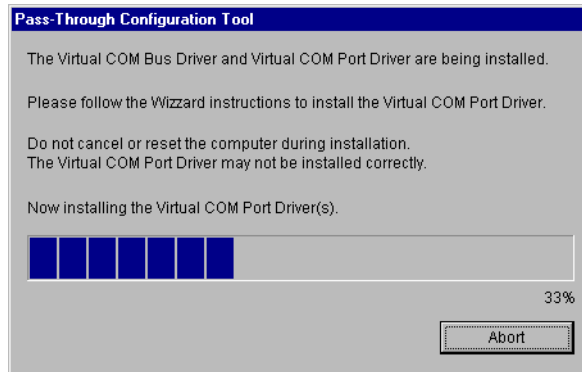 Pass-Through Configuration Tool
The Virtual COM Bus Driver and Virtual COM Port Driver are being installed.
Please follow the Wizzard instructions to install the Virtual COM Port Driver.
Do not cancel or reset the computer during installation.
The Virtual COM Port Driver may not be installed correctly.
Now installing the Virtual COM Port Driver(s).
33%
Abort